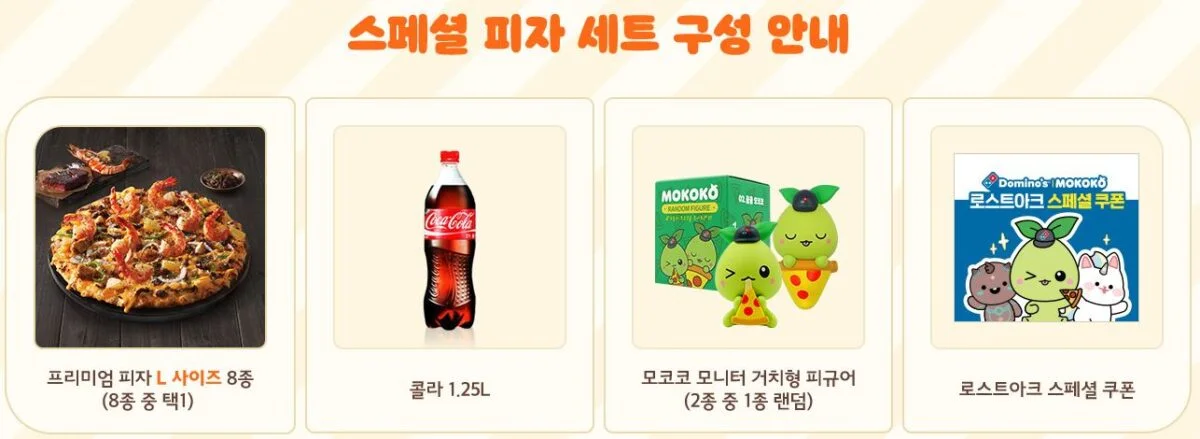 스페셜 피자 세트 구성 안내
프리미엄 피자 L 사이즈 8종
(8종 중 택1)
Coca-Cola
콜라 1.25L
MOKOKO
RANDOM FIGURE
모코코 모니터 거치형 피규어
(2종 중 1종 랜덤)
Domino's | MOKOKO
로스트아크 스페셜 쿠폰
로스트아크 스페셜 쿠폰